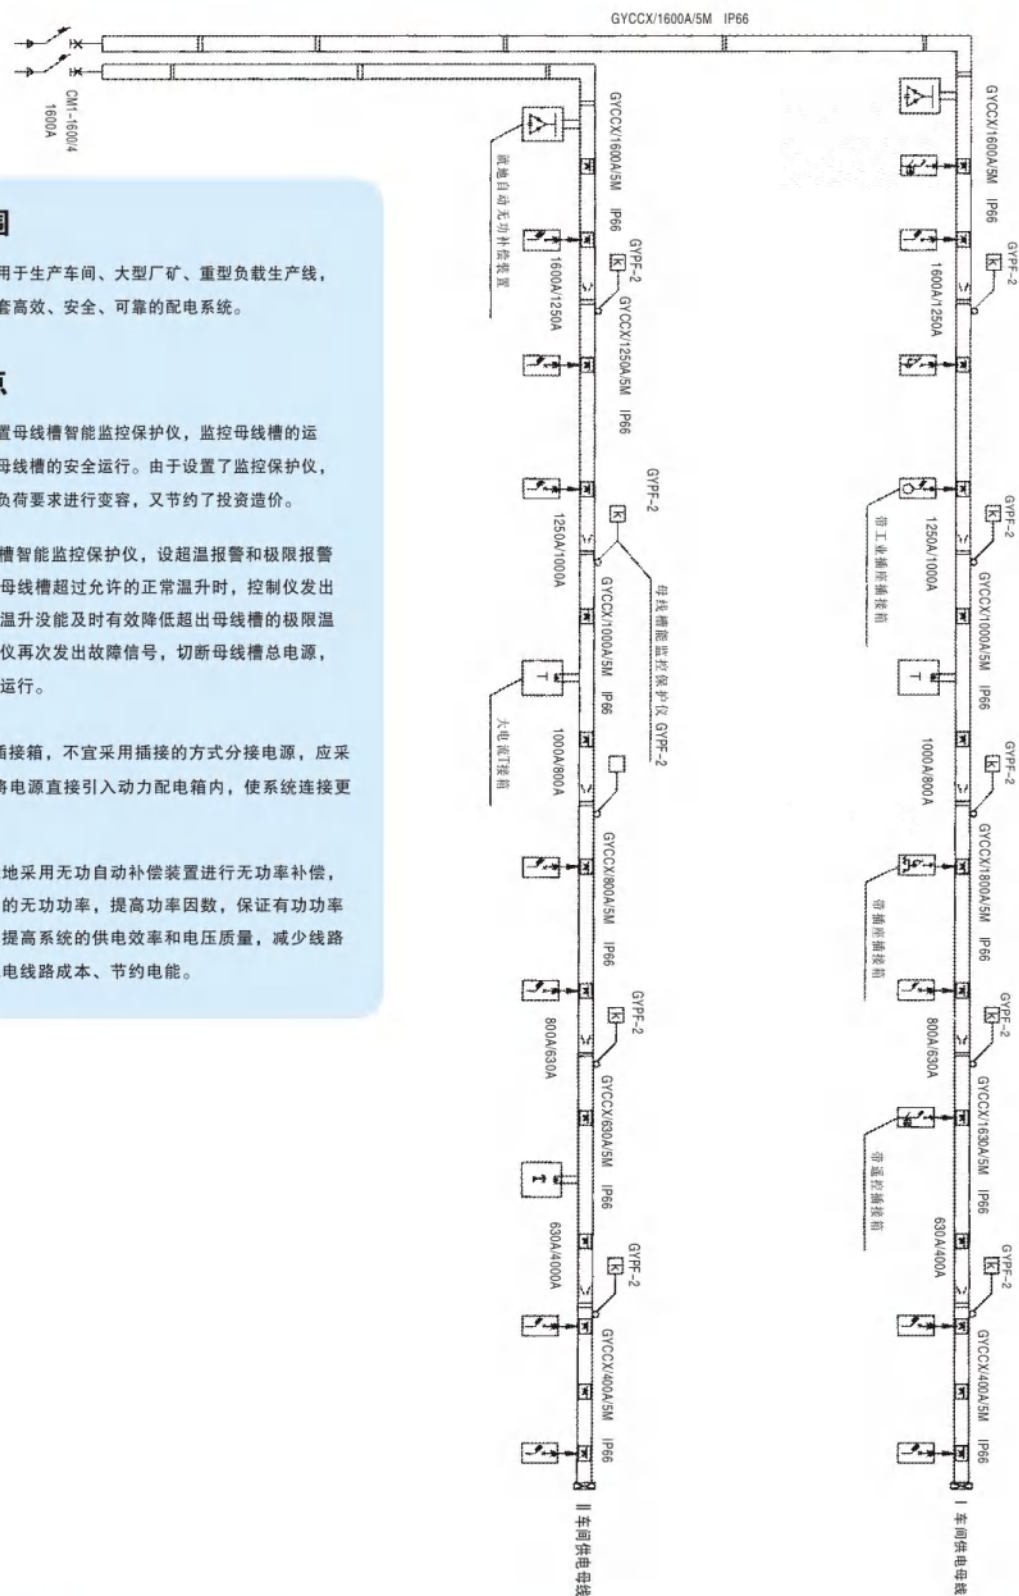 GYCCX/1600A/5M IP66
CM1-1600/4
1600A
围
用于生产车间、大型厂矿、重型负载生产线，
套高效、安全、可靠的配电系统。
点
置母线槽智能监控保护仪，监控母线槽的运
母线槽的安全运行。由于设置了监控保护仪，
负荷要求进行变容，又节约了投资造价。
槽智能监控保护仪，设超温报警和极限报警
母线槽超过允许的正常温升时，控制仪发出
温升没能及时有效降低超出母线槽的极限温
仪再次发出故障信号，切断母线槽总电源，
运行。
插接箱，不宜采用插接的方式分接电源，应采
将电源直接引入动力配电箱内，使系统连接更
地采用无功自动补偿装置进行无功率补偿，
的无功功率，提高功率因数，保证有功功率
提高系统的供电效率和电压质量，减少线路
电线路成本、节约电能。
GYCCX/1600A/5M IP66
就地自动无功补偿装置
GYPF-2
K
1600A/1250A
GYCCX/1250A/5M IP66
GYPF-2
K
1250A/1000A
母线槽能监控保护仪 GYPF-2
GYCCX/1000A/5M IP66
T
大电流T接箱
1000A/800A
GYCCX/800A/5M IP66
GYPF-2
K
800A/630A
GYCCX/630A/5M IP66
T
630A/4000A
GYPF-2
K
GYCCX/400A/5M IP66
II 车间供电母线
GYCCX/1600A/5M IP66
GYPF-2
K
1600A/1250A
GYPF-2
K
带工业插座插接箱
1250A/1000A
GYCCX/1000A/5M IP66
T
GYPF-2
K
1000A/800A
GYCCX/1800A/5M IP66
带插座插接箱
GYPF-2
K
800A/630A
GYCCX/1630A/5M IP66
带遥控插接箱
630A/400A
GYPF-2
K
GYCCX/400A/5M IP66
I 车间供电母线